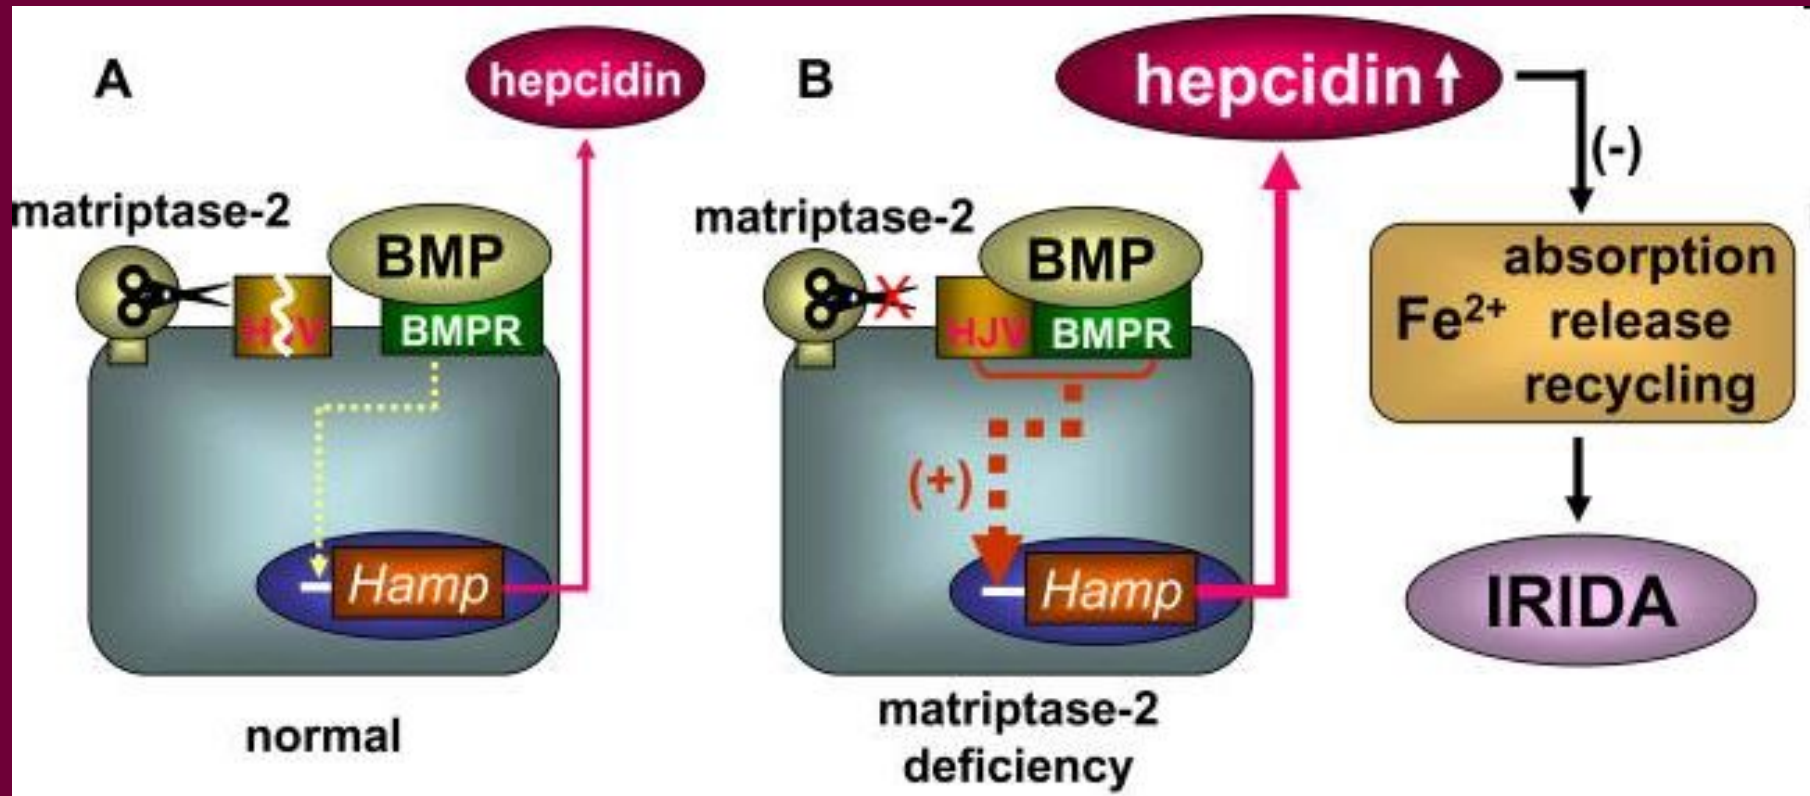 A
hepcidin
matriptase-2
BMP
HJV
BMPR
Hamp
normal
B
hepcidin↑
(-)
matriptase-2
BMP
HJV
BMPR
(+)
Hamp
matriptase-2
deficiency
absorption
Fe²⁺ release
recycling
IRIDA